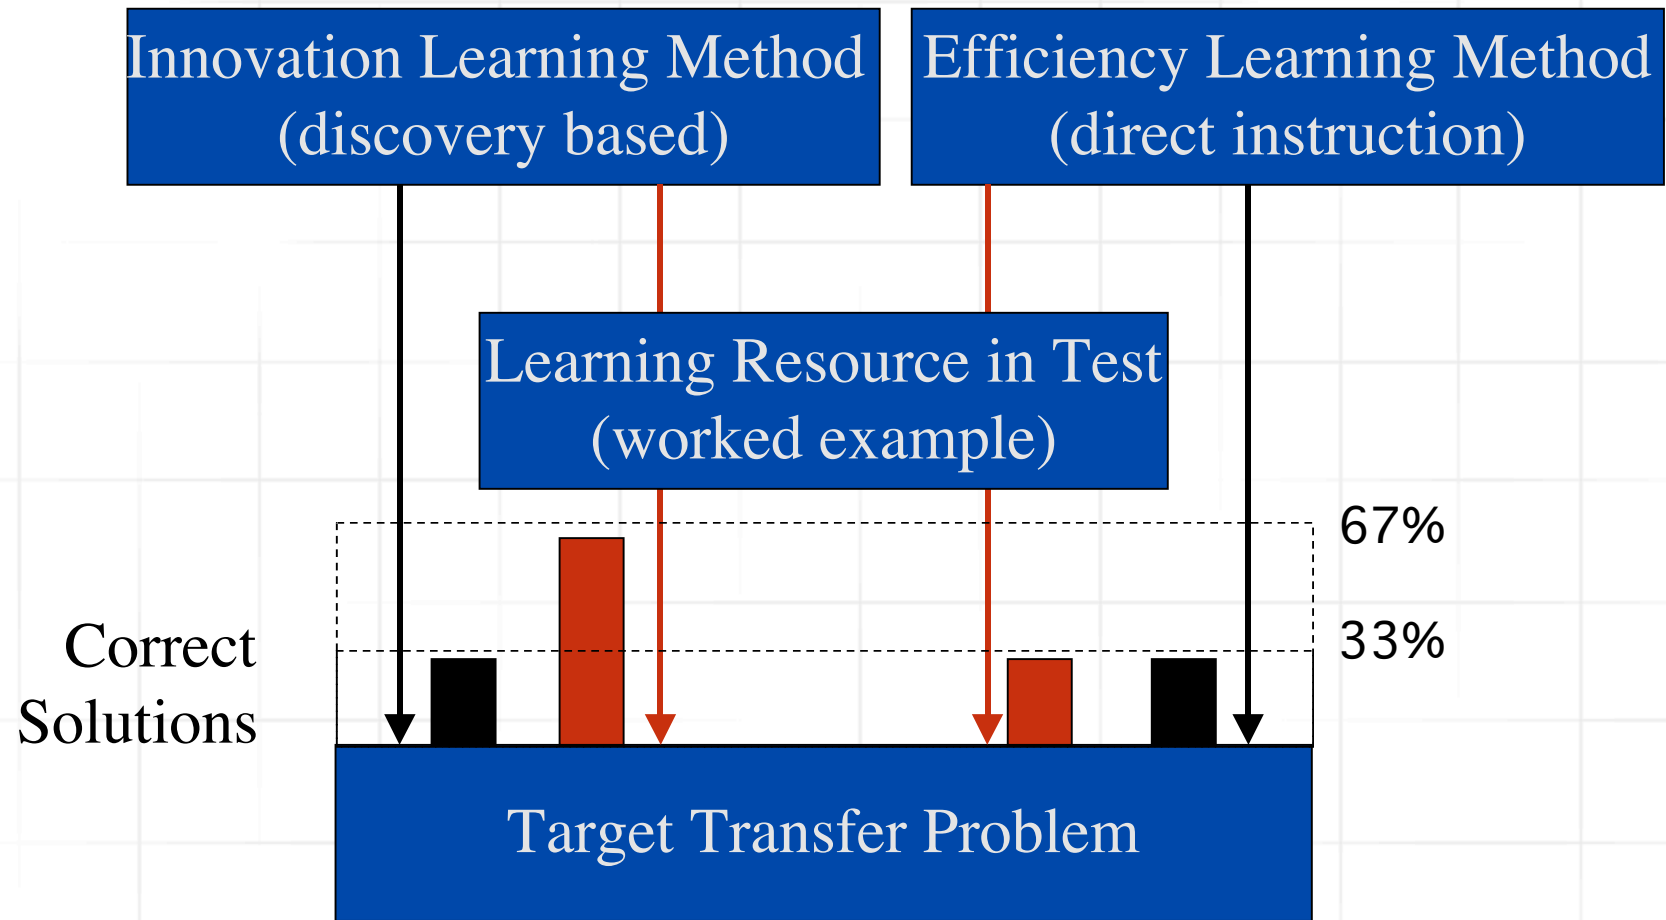 Innovation Learning Method
(discovery based)
Efficiency Learning Method
(direct instruction)
Learning Resource in Test
(worked example)
67%
33%
Correct
Solutions
Target Transfer Problem